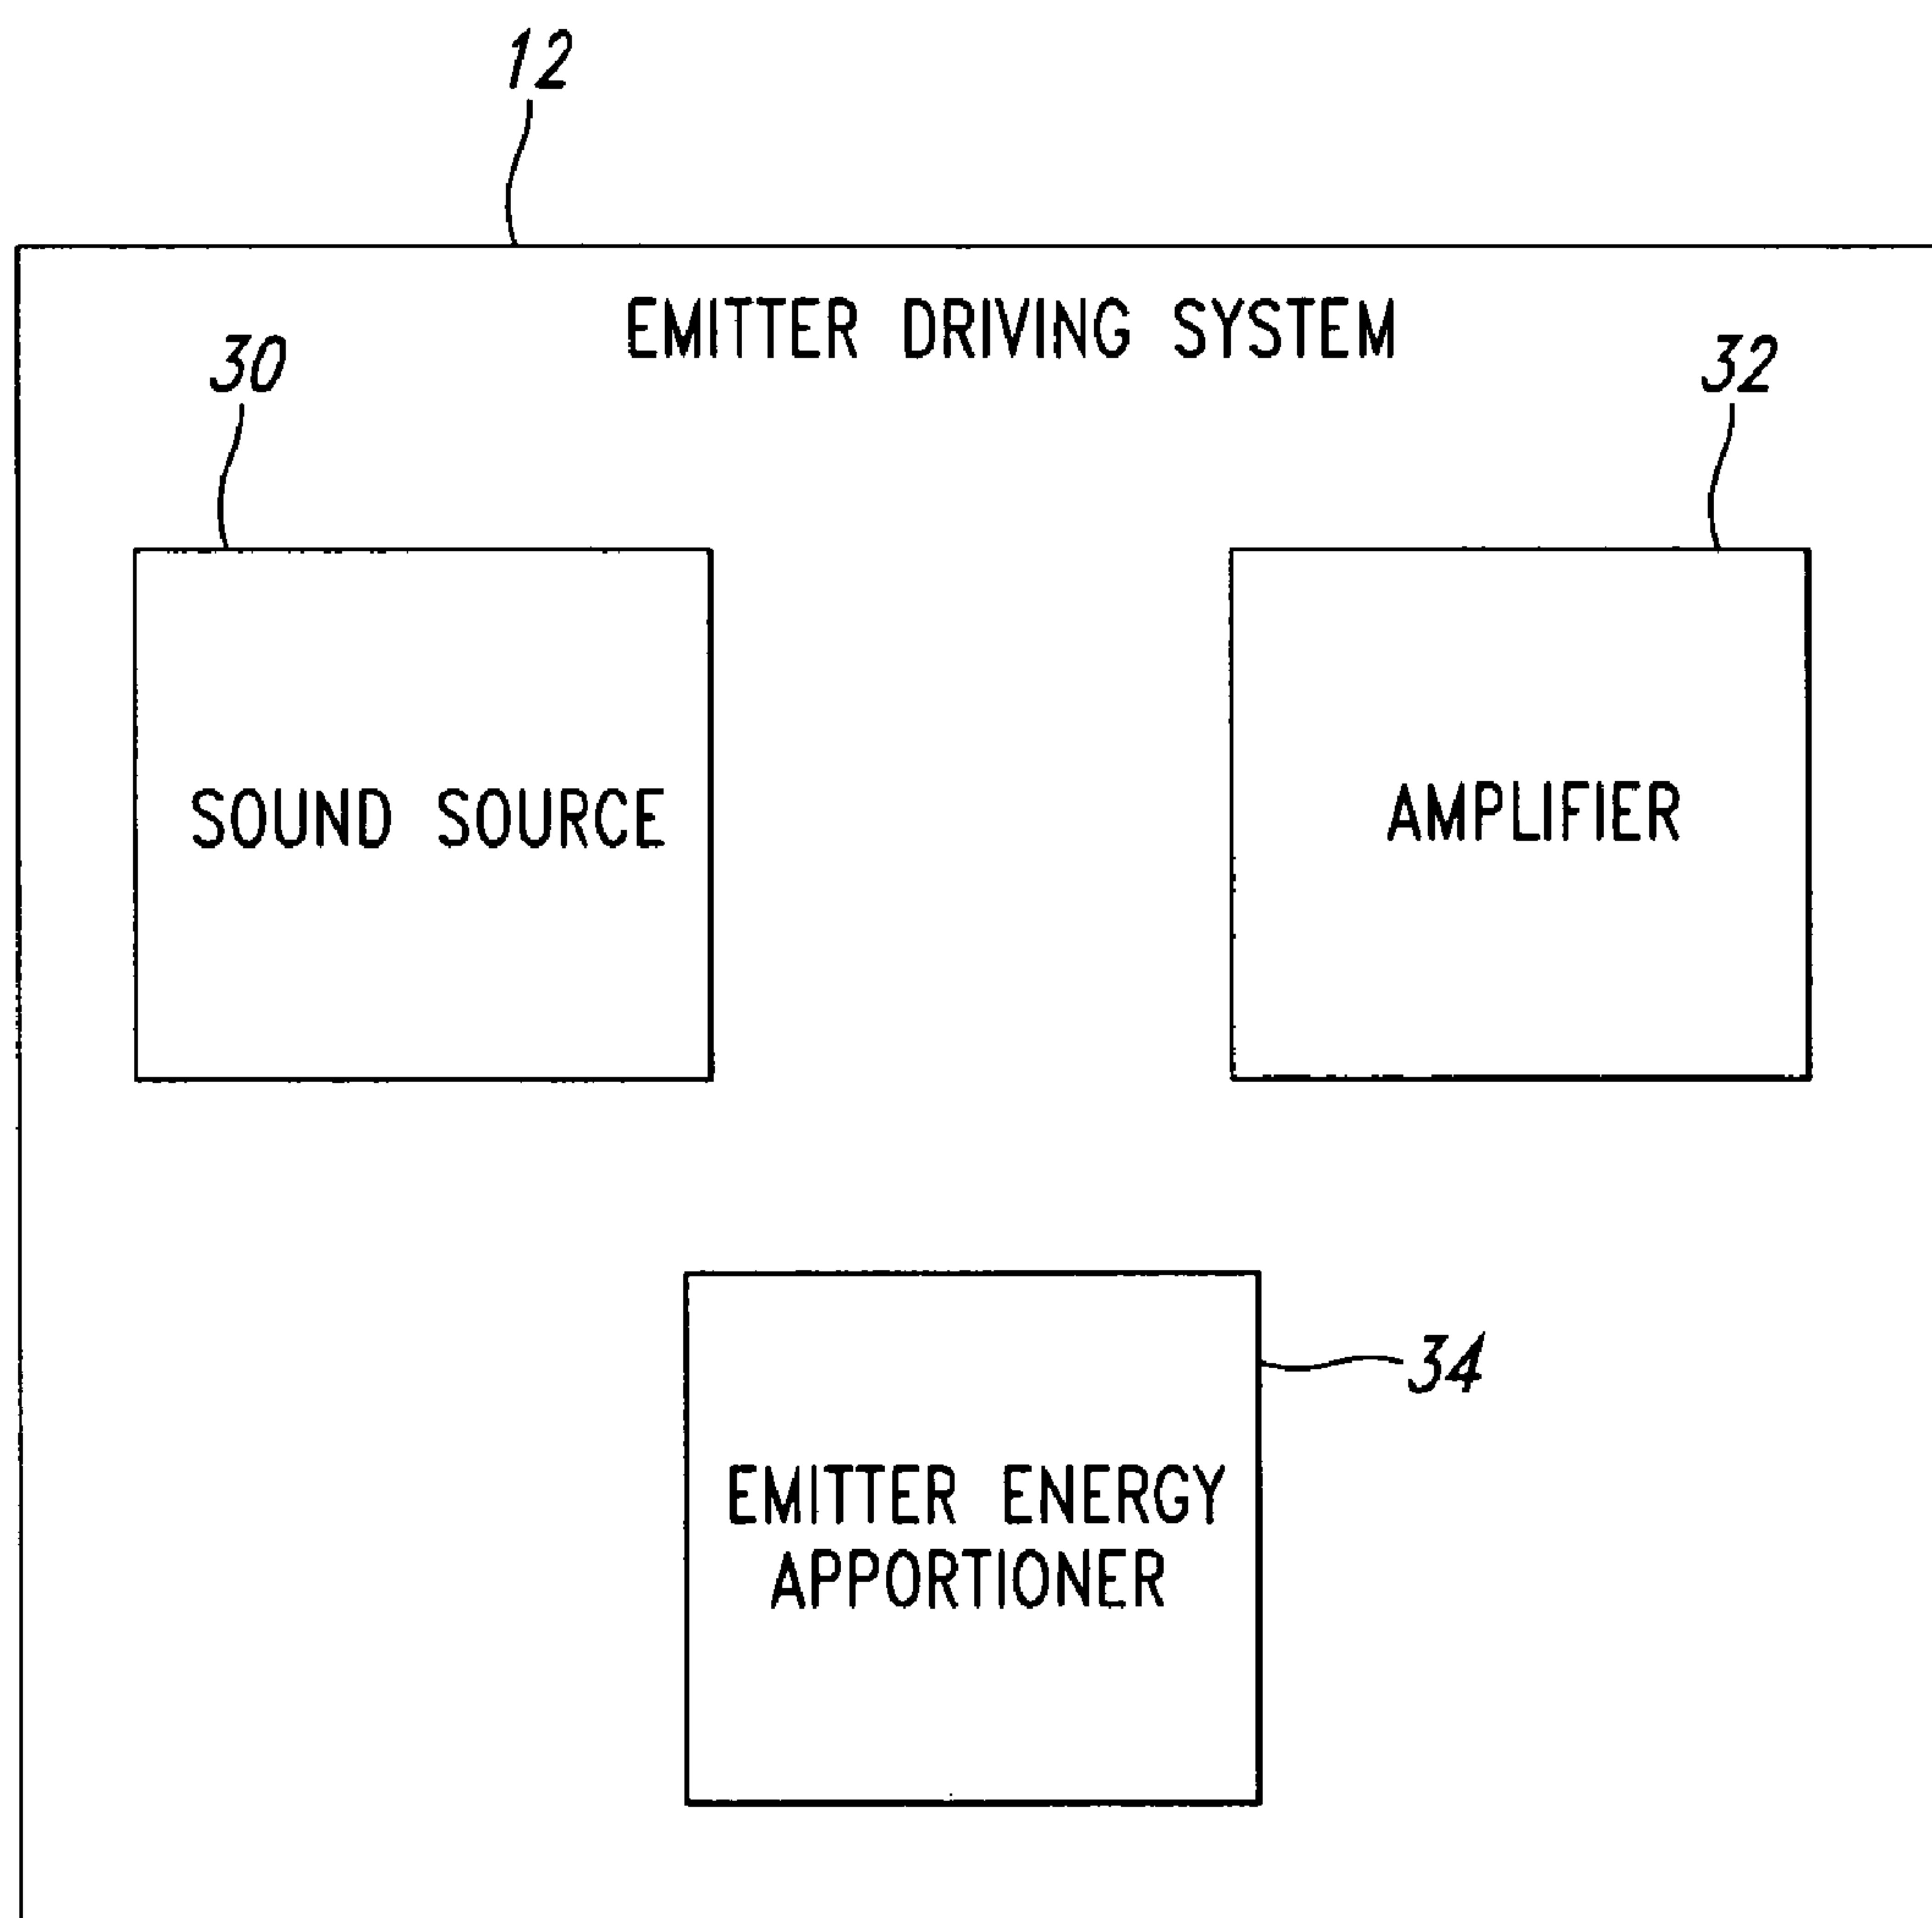 12
EMITTER DRIVING SYSTEM
30
32
SOUND SOURCE
AMPLIFIER
34
EMITTER ENERGY
APPORTIONER